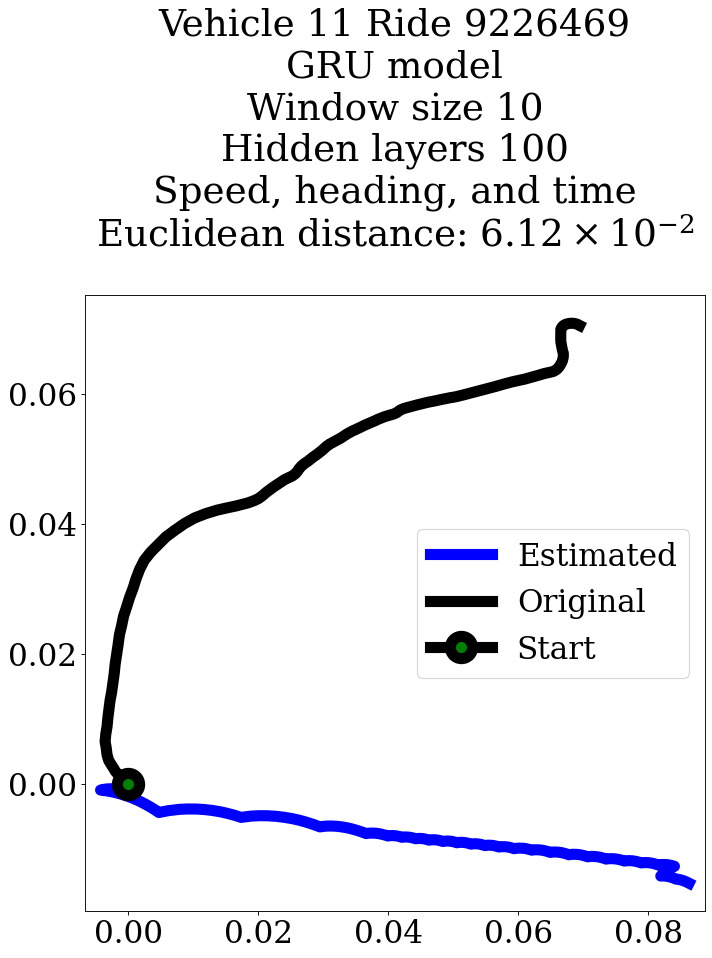 Vehicle 11 Ride 9226469
GRU model
Window size 10
Hidden layers 100
Speed, heading, and time
Euclidean distance: 6.12 × 10⁻²
0.06
0.04
0.02
0.00
Estimated
Original
Start
0.00 0.02 0.04 0.06 0.08